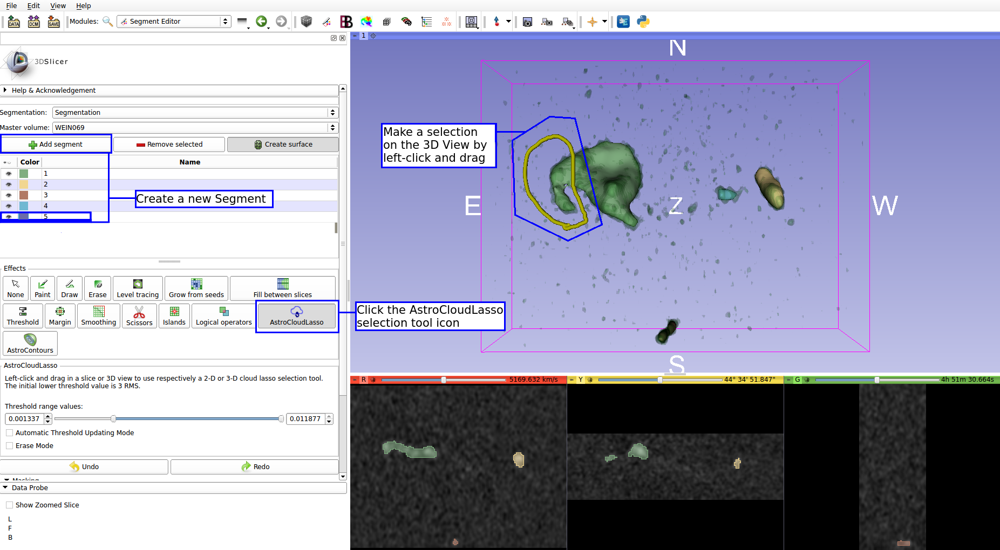 File Edit View Help
DATA DCM SAVE Modules: Segment Editor
1
N
3DSlicer
Help & Acknowledgement
Segmentation: Segmentation
Master volume: WEIN069
Add segment Remove selected Create surface
Color Name
1
2
3
4
5
Create a new Segment
Make a selection
on the 3D View by
left-click and drag
E
Z
W
S
Effects
None Paint Draw Erase Level tracing Grow from seeds Fill between slices
Threshold Margin Smoothing Scissors Islands Logical operators AstroCloudLasso
AstroContours
Click the AstroCloudLasso
selection tool icon
AstroCloudLasso
Left-click and drag in a slice or 3D view to use respectively a 2-D or 3-D cloud lasso selection tool.
The initial lower threshold value is 3 RMS.
Threshold range values:
0.001337 0.011877
Automatic Threshold Updating Mode
Erase Mode
Undo Redo
Masking
Data Probe
Show Zoomed Slice
L
F
B
R 5169.632 km/s
Y 44° 34' 51.847"
G 4h 51m 30.664s